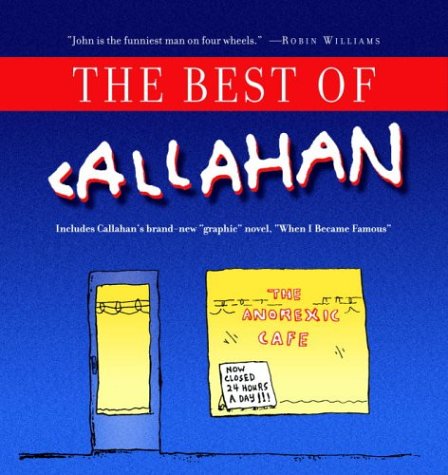 "John is the funniest man on four wheels." —ROBIN WILLIAMS
THE BEST OF
CALLAHAN
Includes Callahan's brand-new "graphic" novel, "When I Became Famous"
THE
ANOREXIC
CAFE
NOW
CLOSED
24 HOURS
A DAY!!!